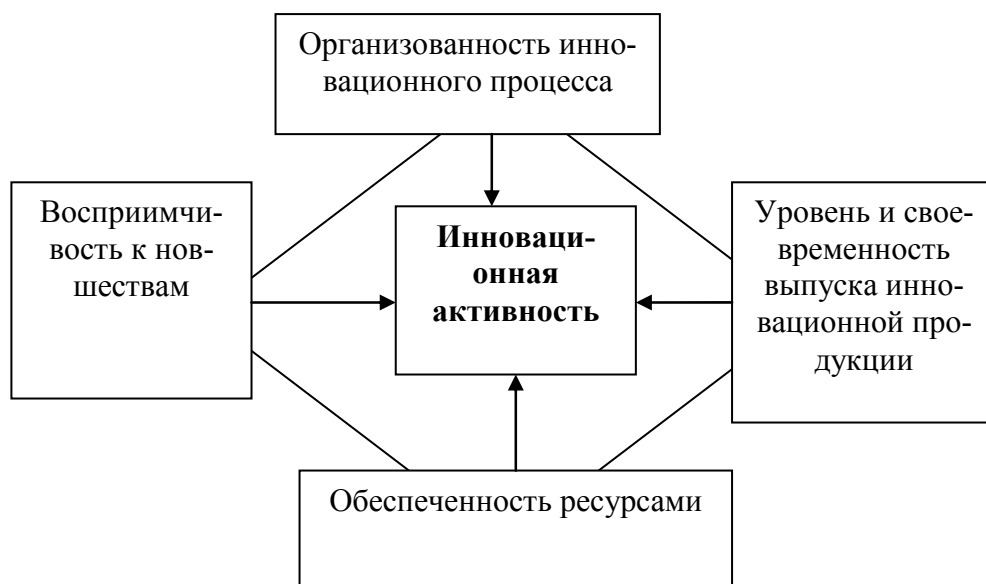 Организованность инно-
вационного процесса
Восприимчи-
вость к нов-
шествам
Инноваци-
онная
активность
Уровень и свое-
временность
выпуска инно-
вационной про-
дукции
Обеспеченность ресурсами